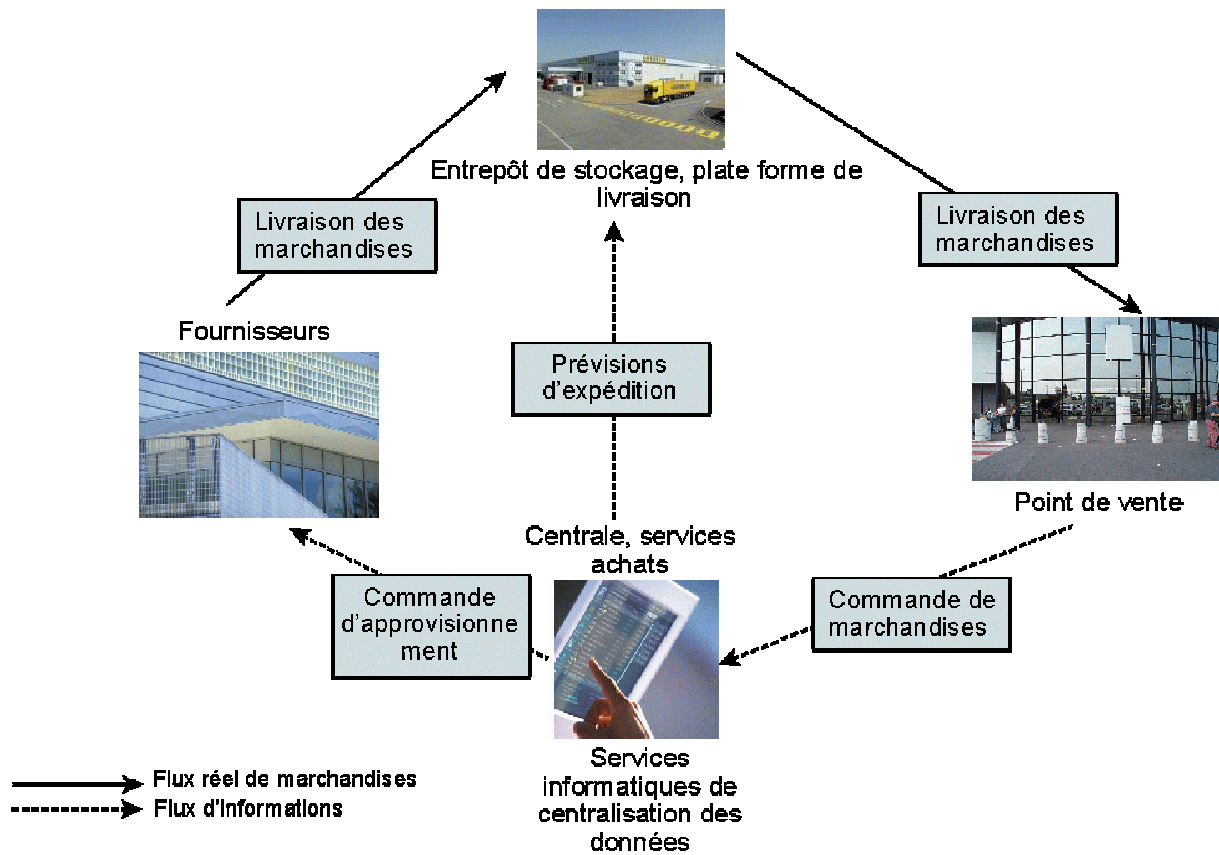 Entrepôt de stockage, plate forme de
livraison
Livraison des
marchandises
Livraison des
marchandises
Fournisseurs
Prévisions
d'expédition
Point de vente
Centrale, services
achats
Commande
d'approvisionne
ment
Commande de
marchandises
Services
informatiques de
centralisation des
données
Flux réel de marchandises
Flux d'informations